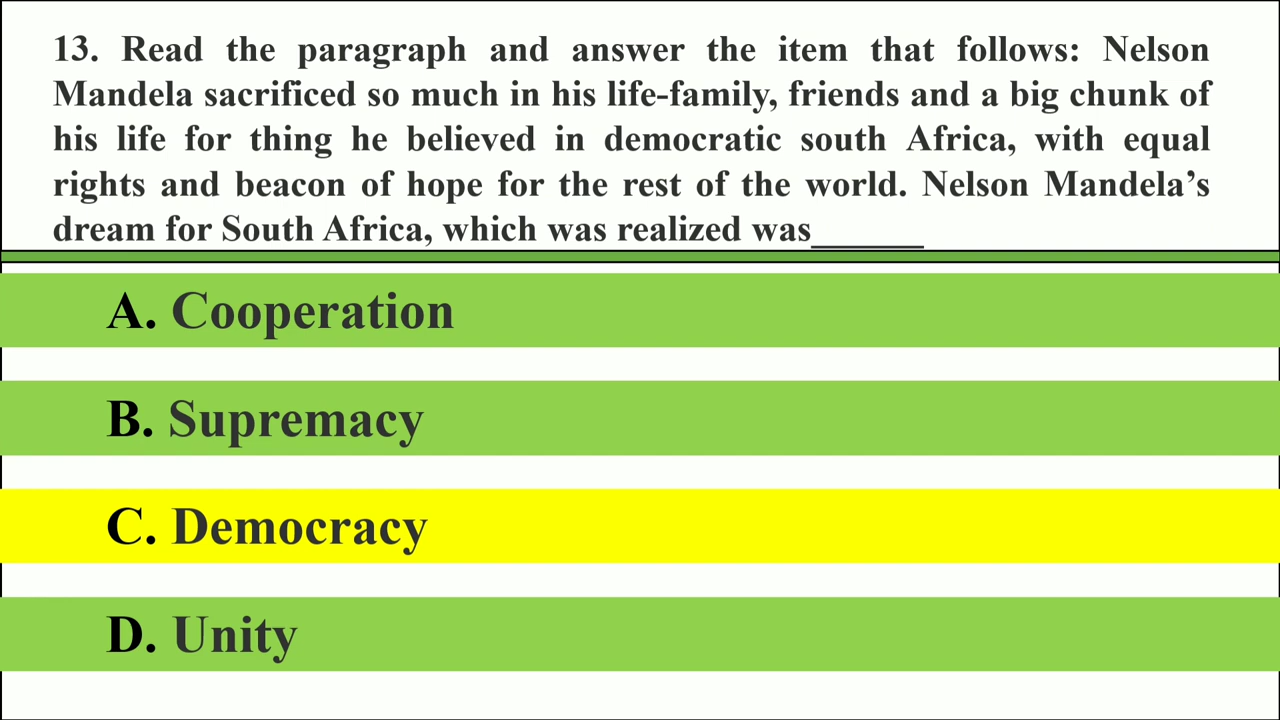 13. Read the paragraph and answer the item that follows: Nelson
Mandela sacrificed so much in his life-family, friends and a big chunk of
his life for thing he believed in democratic south Africa, with equal
rights and beacon of hope for the rest of the world. Nelson Mandela’s
dream for South Africa, which was realized was______
A. Cooperation
B. Supremacy
C. Democracy
D. Unity